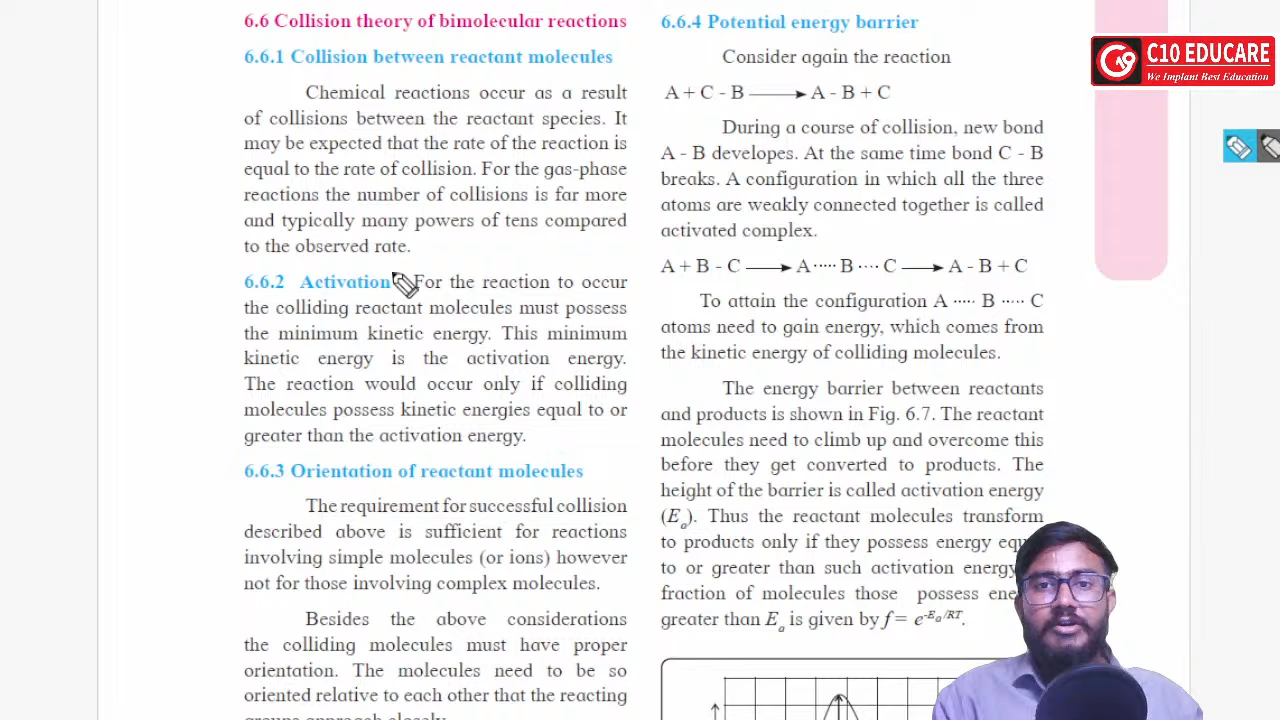 6.6 Collision theory of bimolecular reactions
6.6.1 Collision between reactant molecules
Chemical reactions occur as a result
of collisions between the reactant species. It
may be expected that the rate of the reaction is
equal to the rate of collision. For the gas-phase
reactions the number of collisions is far more
and typically many powers of tens compared
to the observed rate.
6.6.2 Activation For the reaction to occur
the colliding reactant molecules must possess
the minimum kinetic energy. This minimum
kinetic energy is the activation energy.
The reaction would occur only if colliding
molecules possess kinetic energies equal to or
greater than the activation energy.
6.6.3 Orientation of reactant molecules
The requirement for successful collision
described above is sufficient for reactions
involving simple molecules (or ions) however
not for those involving complex molecules.
Besides the above considerations
the colliding molecules must have proper
orientation. The molecules need to be so
oriented relative to each other that the reacting
groups approach closely.
6.6.4 Potential energy barrier
Consider again the reaction
A + C - B ⟶ A - B + C
During a course of collision, new bond
A - B developes. At the same time bond C - B
breaks. A configuration in which all the three
atoms are weakly connected together is called
activated complex.
A + B - C ⟶ A ····· B ···· C ⟶ A - B + C
To attain the configuration A ····· B ····· C
atoms need to gain energy, which comes from
the kinetic energy of colliding molecules.
The energy barrier between reactants
and products is shown in Fig. 6.7. The reactant
molecules need to climb up and overcome this
before they get converted to products. The
height of the barrier is called activation energy
(Eₐ). Thus the reactant molecules transform
to products only if they possess energy
to or greater than such activation energy
fraction of molecules those possess
greater than Eₐ is given by f = e^-Eₐ/RT.
C10 EDUCARE
We Implant Best Education